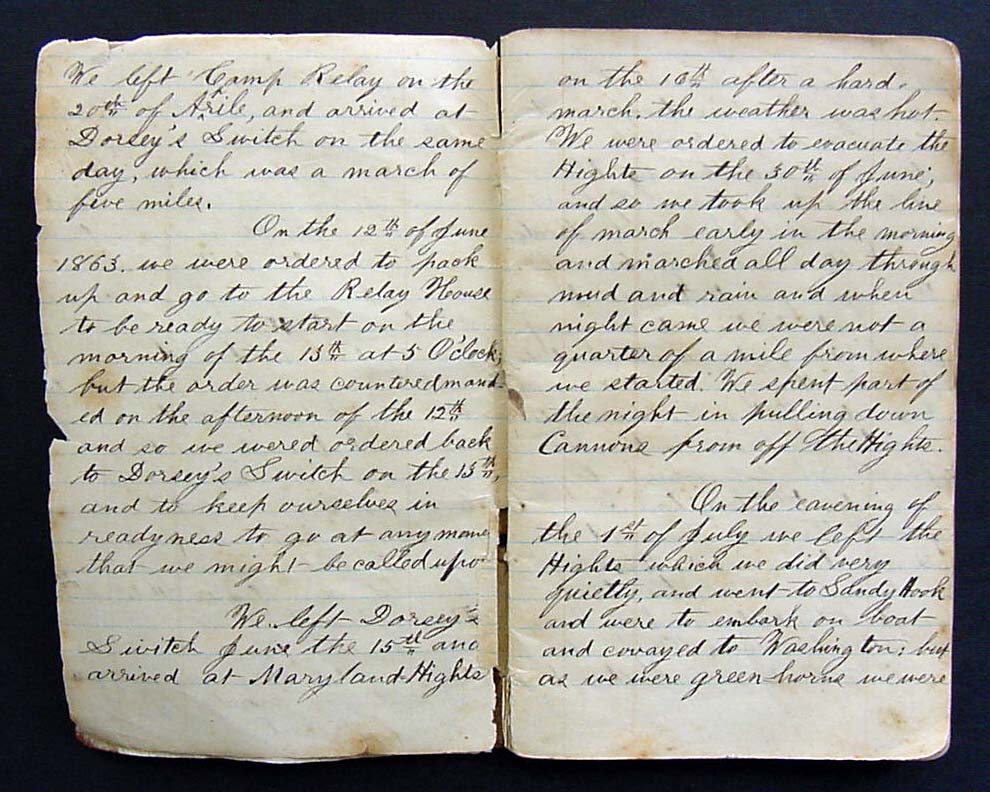 We left Camp Relay on the
20th of Arile, and arrived at
Dorsey's Switch on the same
day, which was a march of
five miles.
On the 12th of June
1863. we were ordered to pack
up and go to the Relay House
to be ready to start on the
morning of the 13th at 5 O'clock,
but the order was counteredmand
ed on the afternoon of the 12th
and so we wered ordered back
to Dorsey's Switch on the 13th,
and to keep ourselves in
readyness to go at any mome
that we might be called upo
We left Dorsey's
Switch June the 15th and
arrived at Maryland Hights
on the 16th after a hard
march, the weather was hot.
We were ordered to evacuate the
Hights on the 30th of June,
and so we took up the line
of march early in the morning
and marched all day through
mud and rain and when
night came we were not a
quarter of a mile from where
we started. We spent part of
the night in pulling down
Cannons from off the Hights.
On the eavening of
the 1st of July we left the
Hights which we did very
quietly, and went to Sandy Hook
and were to embark on boat
and covayed to Washington; but
as we were green horns we were